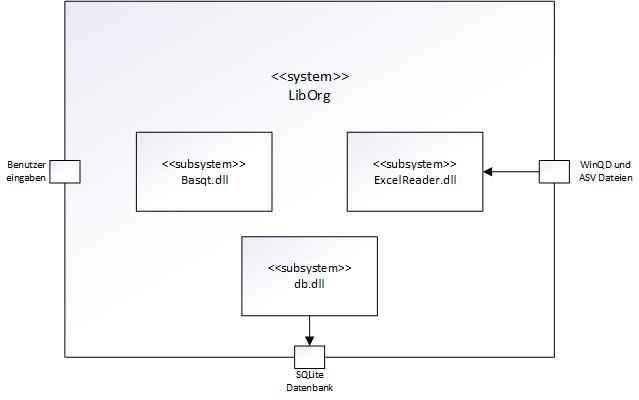 <<system>>
LibOrg
Benutzer
eingaben
<<subsystem>>
Basqt.dll
<<subsystem>>
ExcelReader.dll
WinQD und
ASV Dateien
<<subsystem>>
db.dll
SQLite
Datenbank